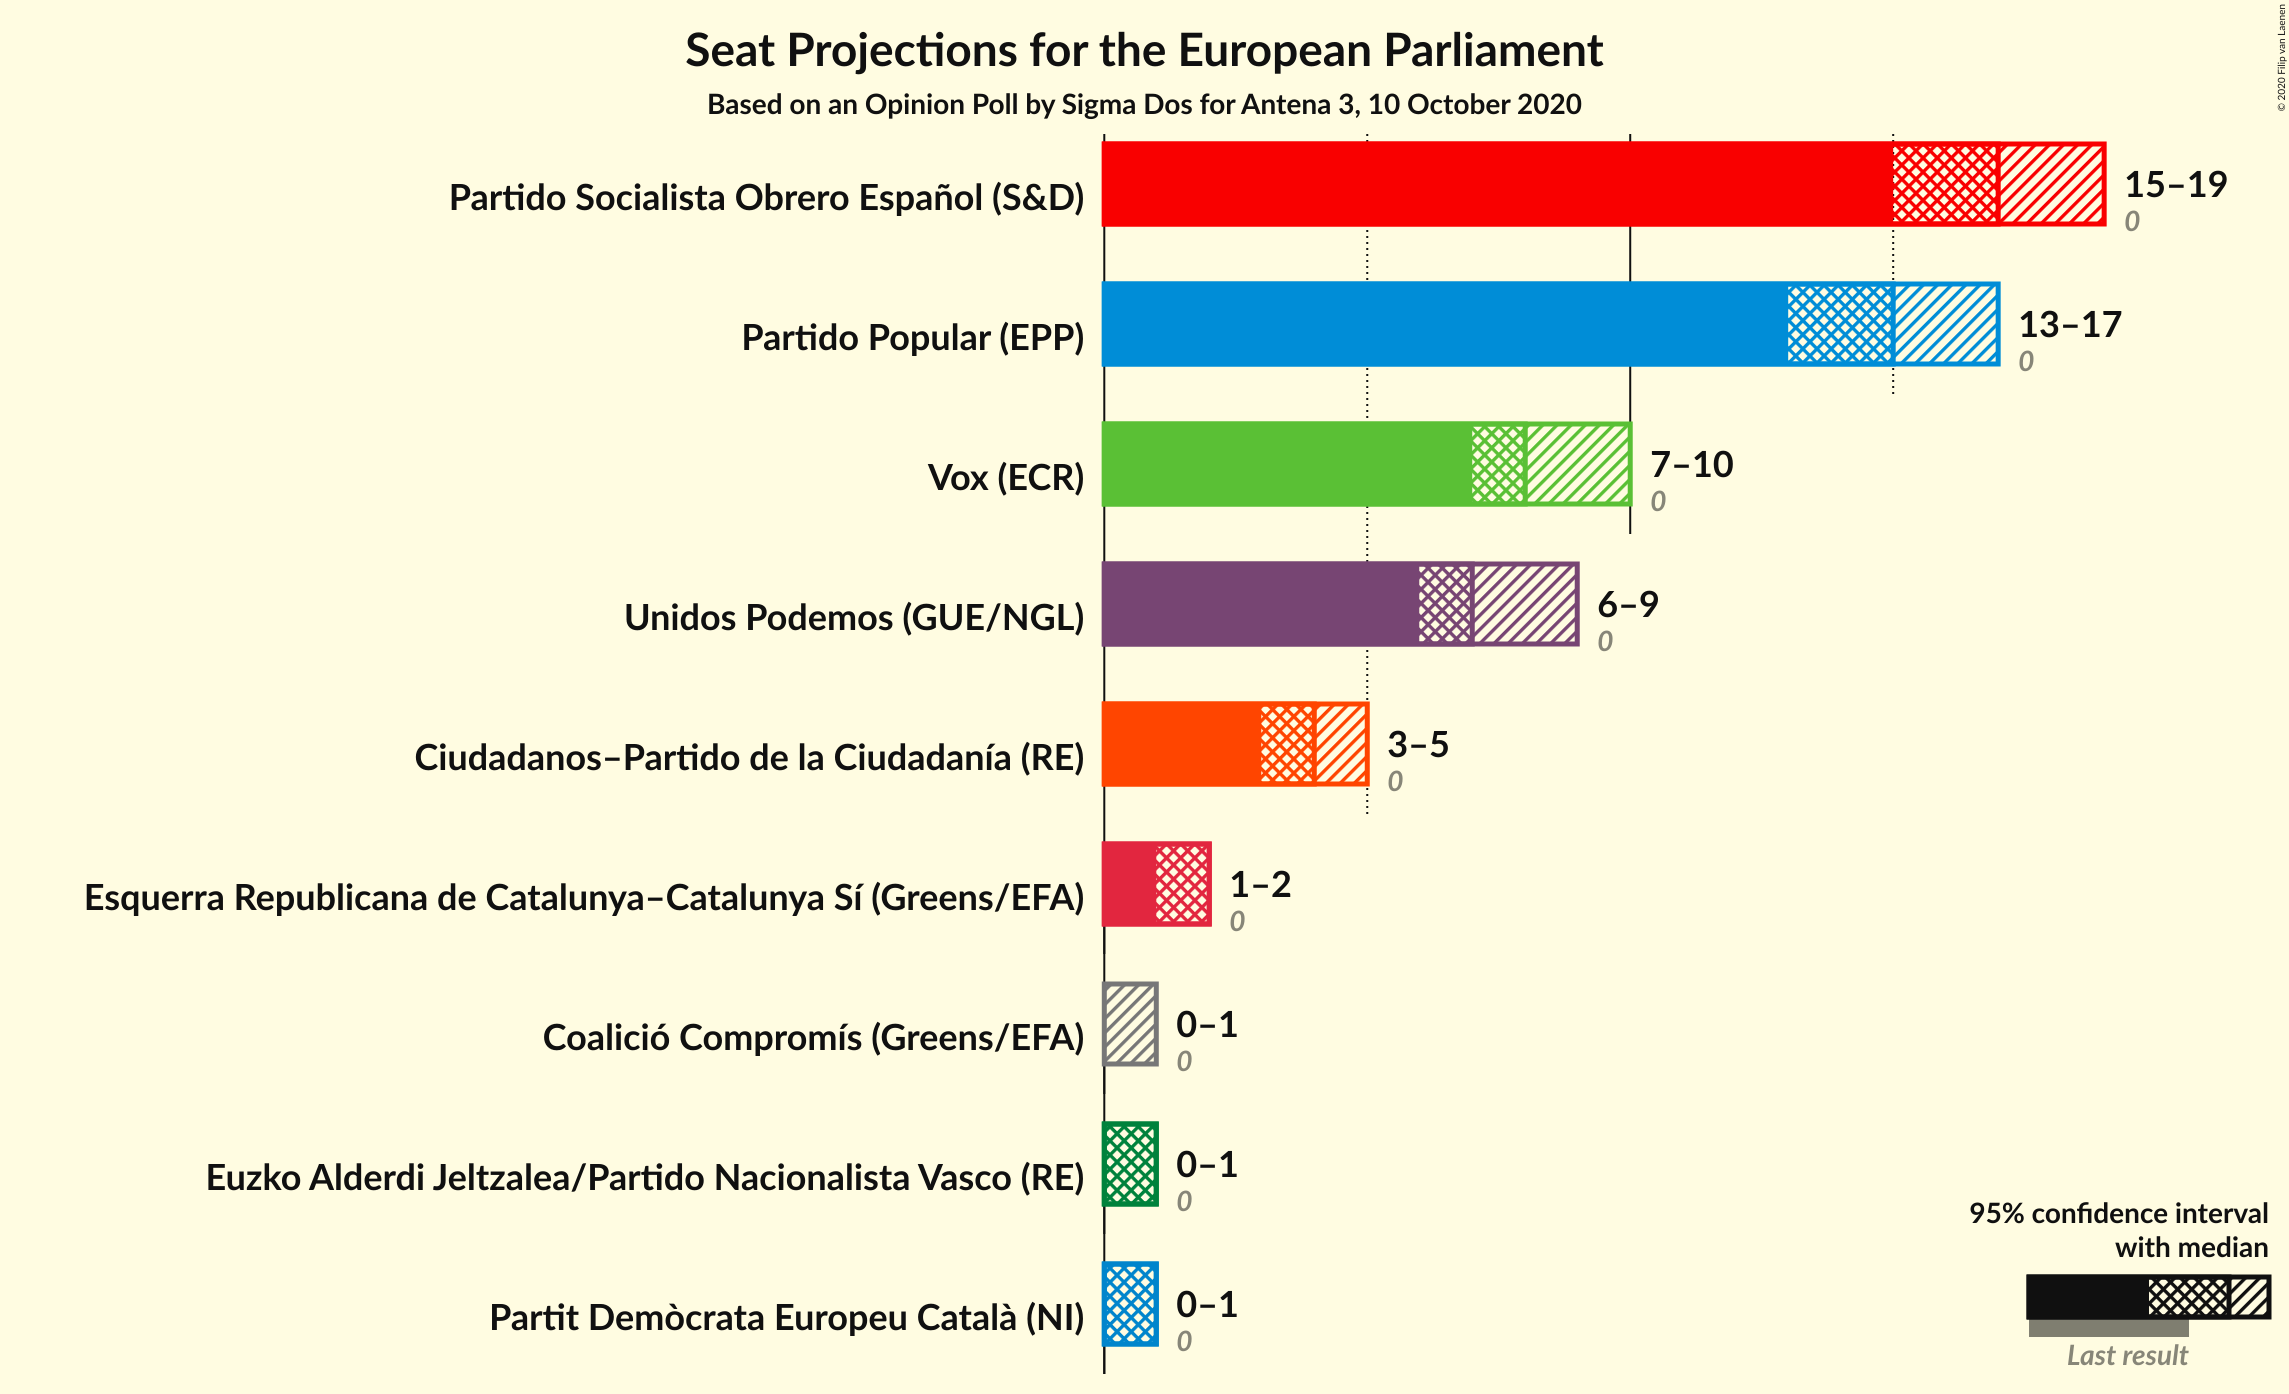 Seat Projections for the European Parliament
Based on an Opinion Poll by Sigma Dos for Antena 3, 10 October 2020
© 2020 Filip van Laenen
Partido Socialista Obrero Español (S&D)
15–19
0
Partido Popular (EPP)
13–17
0
Vox (ECR)
7–10
0
Unidos Podemos (GUE/NGL)
6–9
0
Ciudadanos–Partido de la Ciudadanía (RE)
3–5
0
Esquerra Republicana de Catalunya–Catalunya Sí (Greens/EFA)
1–2
0
Coalició Compromís (Greens/EFA)
0–1
0
Euzko Alderdi Jeltzalea/Partido Nacionalista Vasco (RE)
0–1
0
Partit Demòcrata Europeu Català (NI)
0–1
0
95% confidence interval
with median
Last result